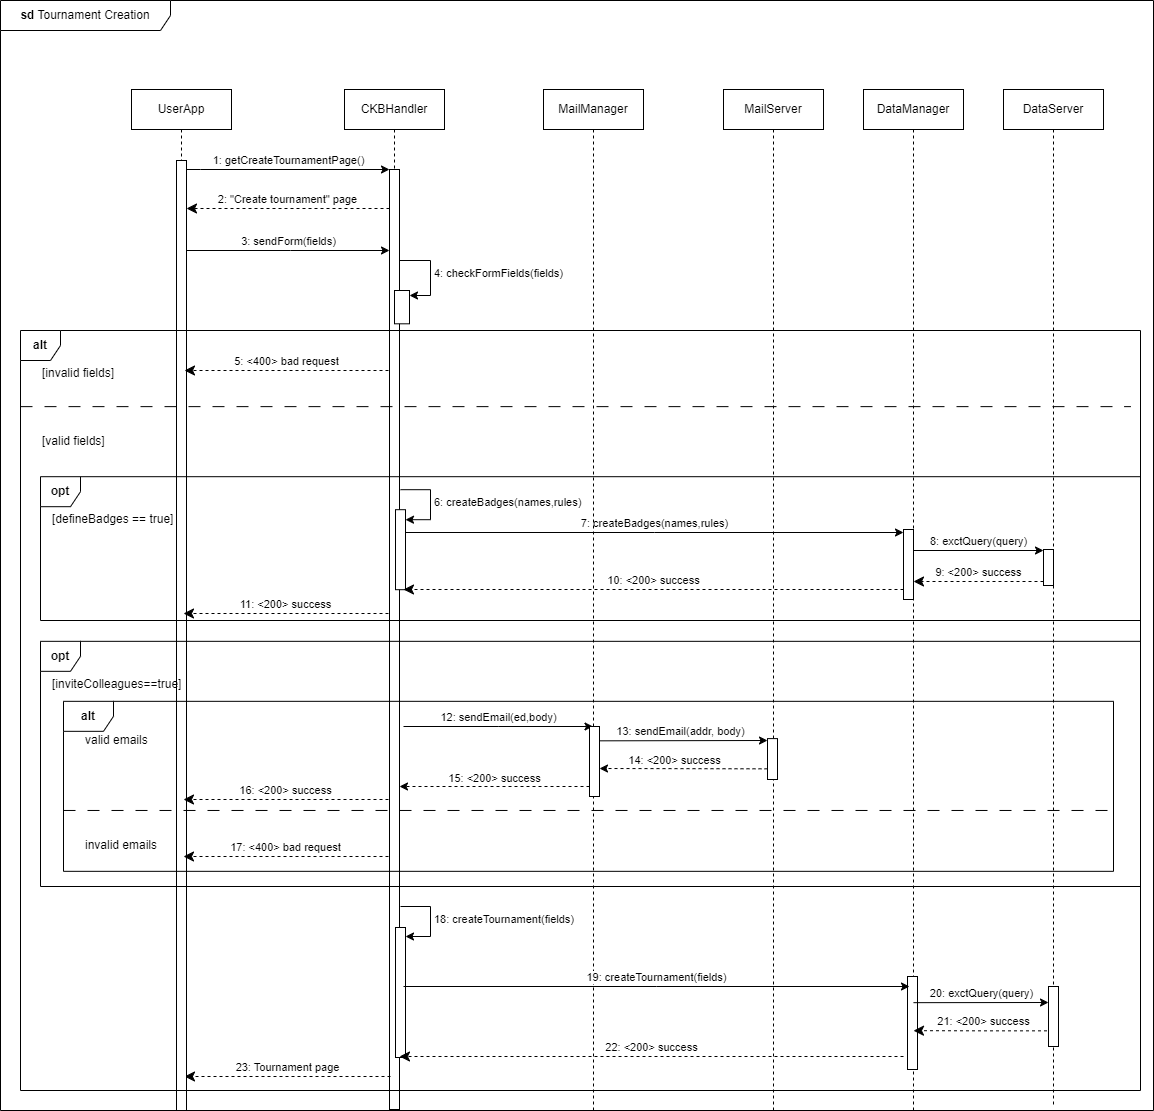 sd Tournament Creation
UserApp
CKBHandler
MailManager
MailServer
DataManager
DataServer
1: getCreateTournamentPage()
2: "Create tournament" page
3: sendForm(fields)
4: checkFormFields(fields)
alt
5: <400> bad request
[invalid fields]
[valid fields]
opt
6: createBadges(names,rules)
[defineBadges == true]
7: createBadges(names,rules)
8: exctQuery(query)
9: <200> success
10: <200> success
11: <200> success
opt
[inviteColleagues==true]
alt
12: sendEmail(ed,body)
13: sendEmail(addr, body)
valid emails
14: <200> success
15: <200> success
16: <200> success
invalid emails
17: <400> bad request
18: createTournament(fields)
19: createTournament(fields)
20: exctQuery(query)
21: <200> success
22: <200> success
23: Tournament page